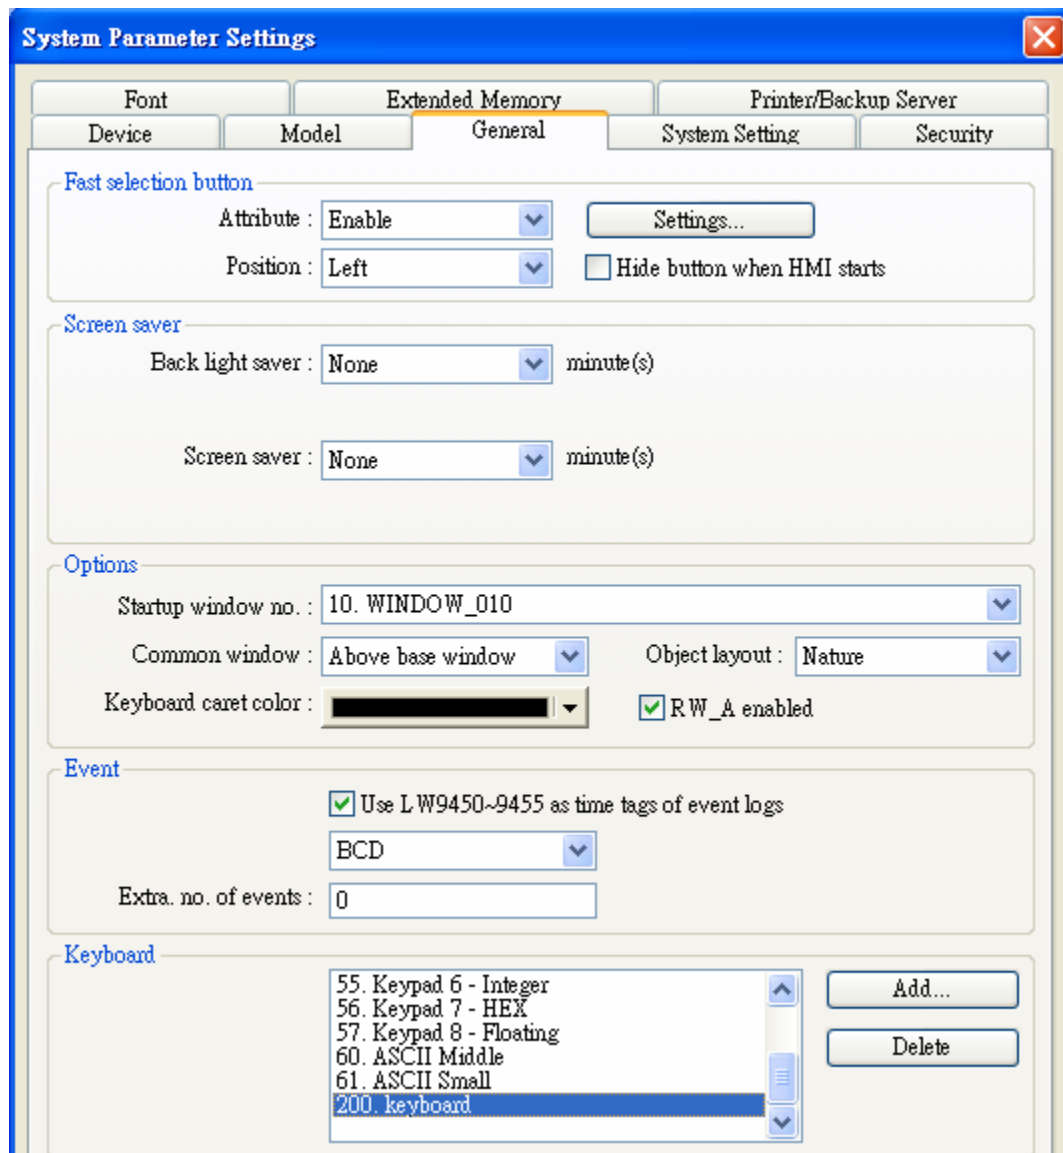 System Parameter Settings
Font Extended Memory Printer/Backup Server
Device Model General System Setting Security
Fast selection button
Attribute : Enable Settings...
Position : Left Hide button when HMI starts
Screen saver
Back light saver : None minute(s)
Screen saver : None minute(s)
Options
Startup window no. : 10. WINDOW_010
Common window : Above base window Object layout : Nature
Keyboard caret color : RW_A enabled
Event
Use LW9450~9455 as time tags of event logs
BCD
Extra. no. of events : 0
Keyboard
55. Keypad 6 - Integer Add...
56. Keypad 7 - HEX
57. Keypad 8 - Floating
60. ASCII Middle Delete
61. ASCII Small
200. keyboard